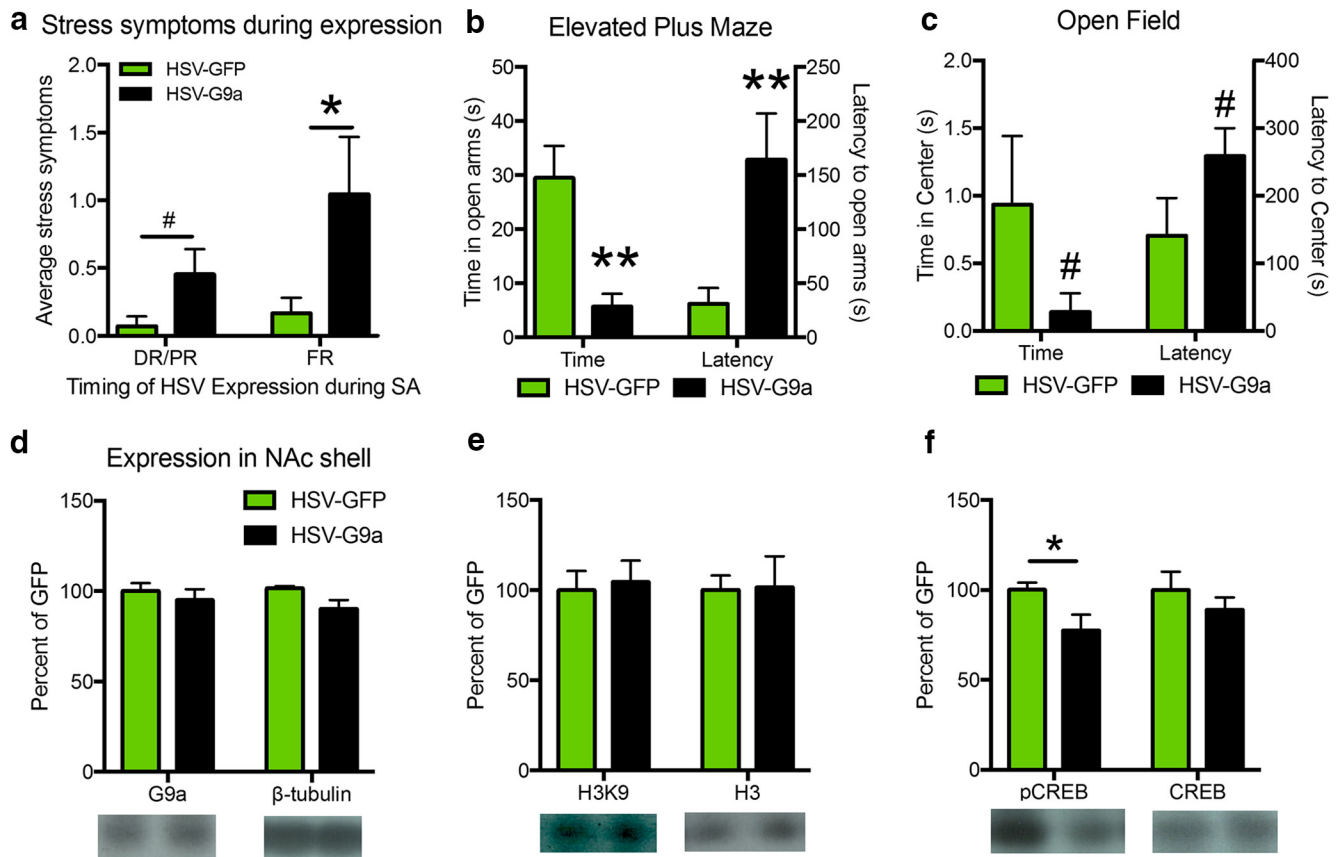 a Stress symptoms during expression
HSV-GFP
HSV-G9a
Average stress symptoms
2.0
1.5
1.0
0.5
0.0
#
*
DR/PR FR
Timing of HSV Expression during SA
b Elevated Plus Maze
Time in open arms (s)
50
40
30
20
10
0
**
**
250
200
150
100
50
0
Latency to open arms (s)
Time Latency
HSV-GFP HSV-G9a
c Open Field
Time in Center (s)
2.0
1.5
1.0
0.5
0.0
#
#
400
300
200
100
0
Latency to Center (s)
Time Latency
HSV-GFP HSV-G9a
d Expression in NAc shell
HSV-GFP
HSV-G9a
Percent of GFP
150
100
50
0
G9a β-tubulin
e
Percent of GFP
150
100
50
0
H3K9 H3
f
Percent of GFP
150
100
50
0
*
pCREB CREB